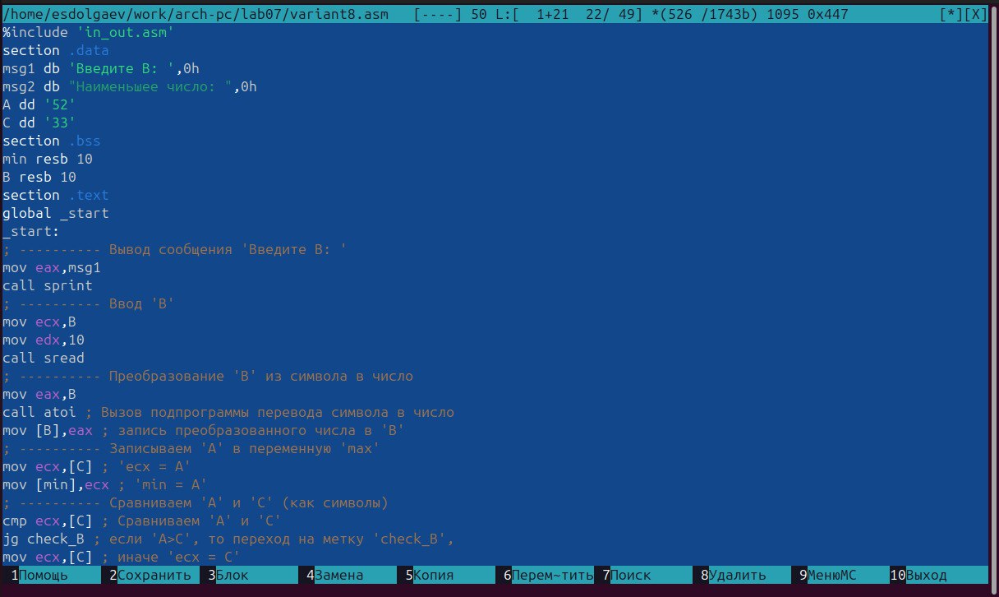 /home/esdolgaev/work/arch-pc/lab07/variant8.asm   [----] 50 L:[  1+21  22/ 49] *(526 /1743b) 1095 0x447           [*][X]
%include 'in_out.asm'
section .data
msg1 db 'Введите B: ',0h
msg2 db "Наименьшее число: ",0h
A dd '52'
C dd '33'
section .bss
min resb 10
B resb 10
section .text
global _start
_start:
; ---------- Вывод сообщения 'Введите B: '
mov eax,msg1
call sprint
; ---------- Ввод 'B'
mov ecx,B
mov edx,10
call sread
; ---------- Преобразование 'B' из символа в число
mov eax,B
call atoi ; Вызов подпрограммы перевода символа в число
mov [B],eax ; запись преобразованного числа в 'B'
; ---------- Записываем 'A' в переменную 'max'
mov ecx,[C] ; 'ecx = A'
mov [min],ecx ; 'min = A'
; ---------- Сравниваем 'A' и 'С' (как символы)
cmp ecx,[C] ; Сравниваем 'A' и 'С'
jg check_B ; если 'A>C', то переход на метку 'check_B',
mov ecx,[C] ; иначе 'ecx = C'
1Помощь 2Сохранить 3Блок 4Замена 5Копия 6Перем~тить 7Поиск 8Удалить 9МенюМС 10Выход